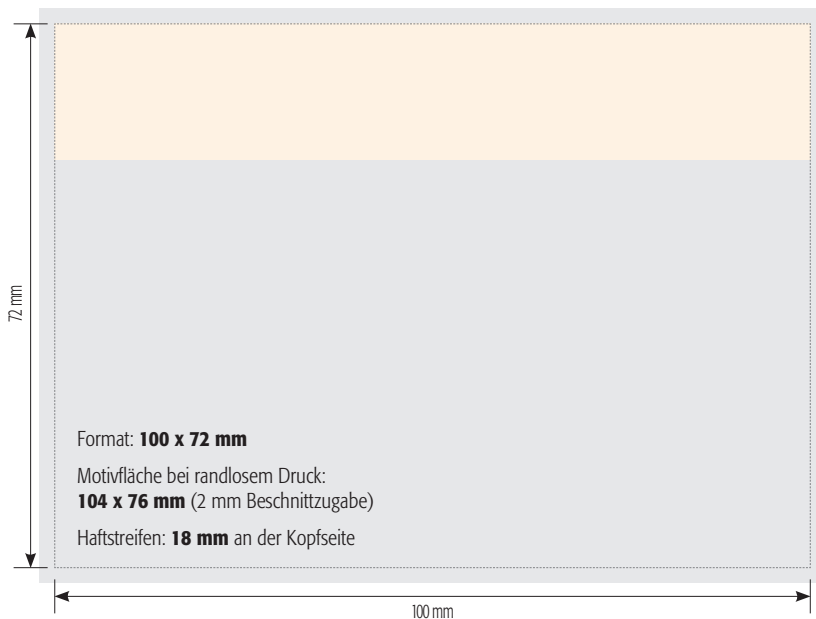 72 mm
Format: 100 x 72 mm
Motivfläche bei randlosem Druck:
104 x 76 mm (2 mm Beschnittzugabe)
Haftstreifen: 18 mm an der Kopfseite
100 mm